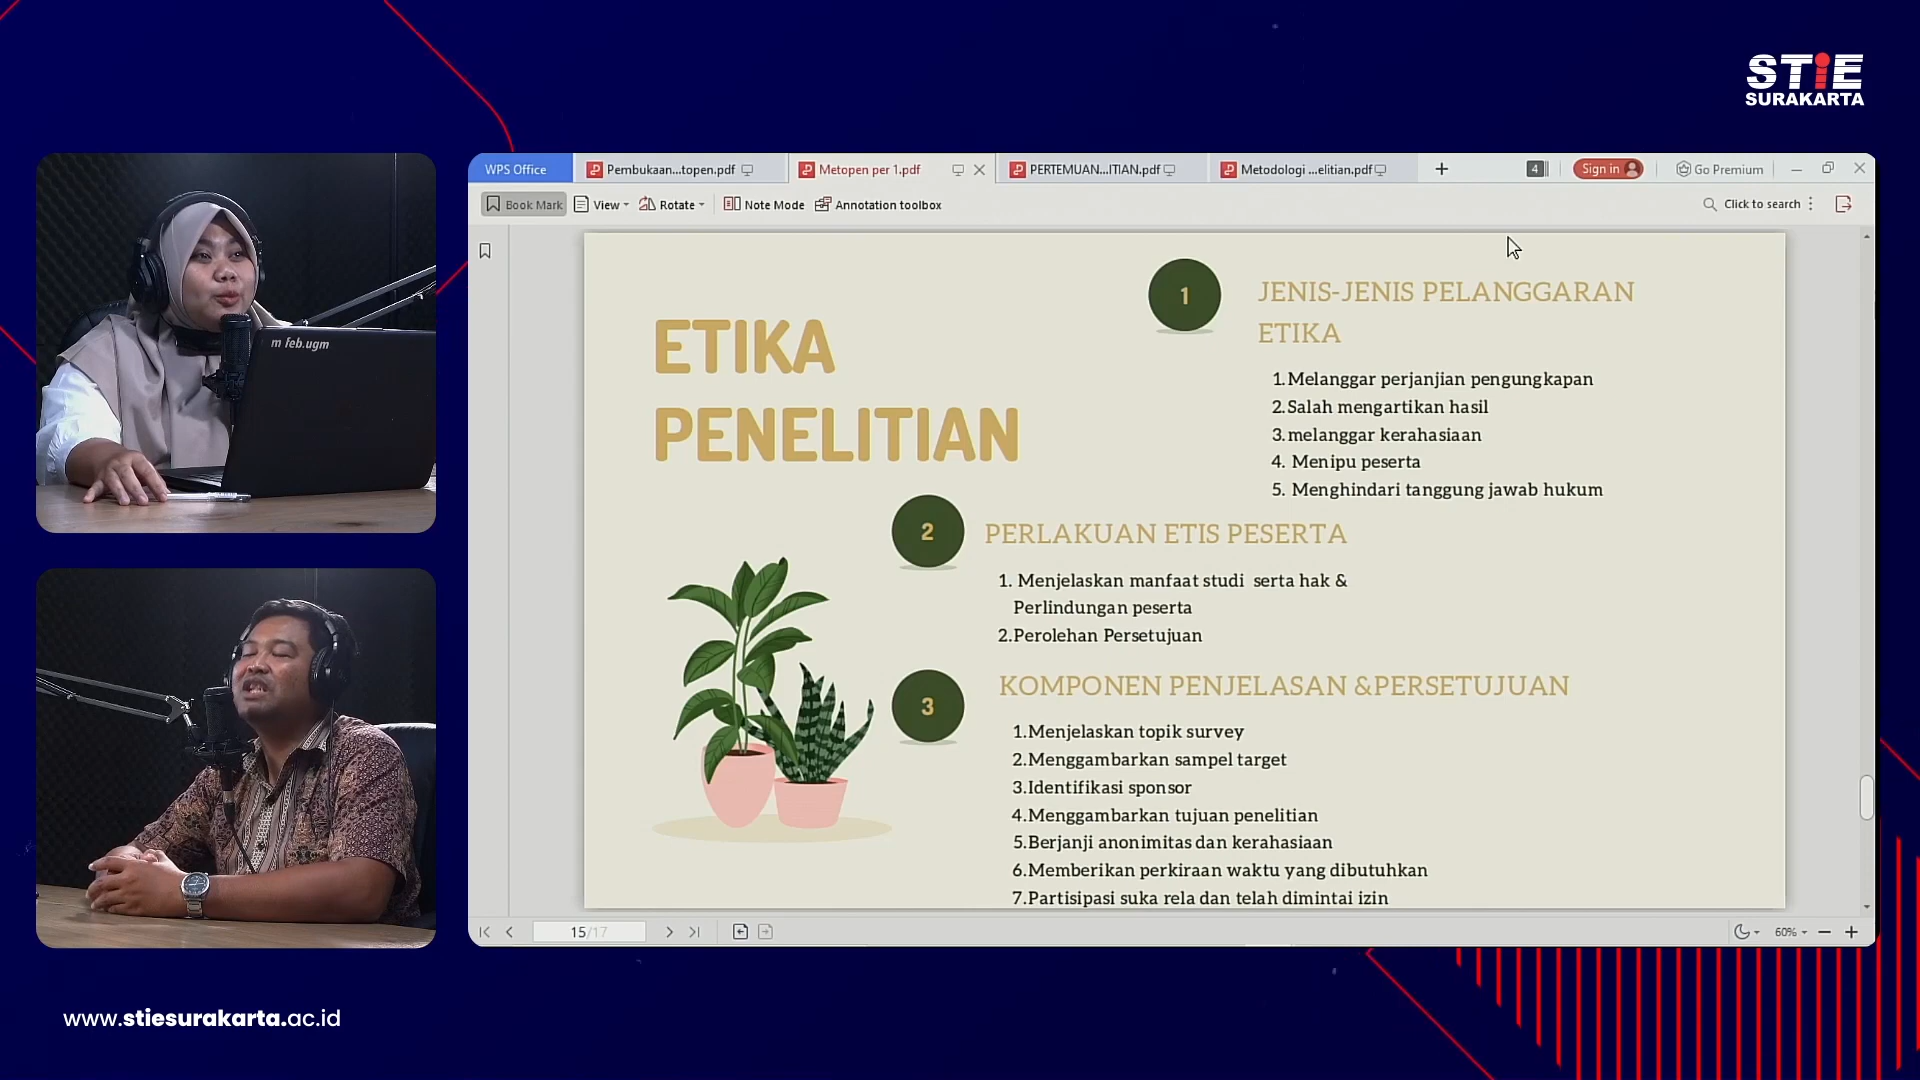 STiE
SURAKARTA
WPS Office
Pembukaan...topen.pdf
Metopen per 1.pdf
PERTEMUAN...ITIAN.pdf
Metodologi ...elitian.pdf
4
Sign in
Go Premium
Book Mark
View
Rotate
Note Mode
Annotation toolbox
Click to search
m feb.ugm
ETIKA
PENELITIAN
1
JENIS-JENIS PELANGGARAN
ETIKA
1.Melanggar perjanjian pengungkapan
2.Salah mengartikan hasil
3.melanggar kerahasiaan
4. Menipu peserta
5. Menghindari tanggung jawab hukum
2
PERLAKUAN ETIS PESERTA
1. Menjelaskan manfaat studi serta hak &
Perlindungan peserta
2.Perolehan Persetujuan
3
KOMPONEN PENJELASAN &PERSETUJUAN
1.Menjelaskan topik survey
2.Menggambarkan sampel target
3.Identifikasi sponsor
4.Menggambarkan tujuan penelitian
5.Berjanji anonimitas dan kerahasiaan
6.Memberikan perkiraan waktu yang dibutuhkan
7.Partisipasi suka rela dan telah dimintai izin
15/17
60%
www.stiesurakarta.ac.id